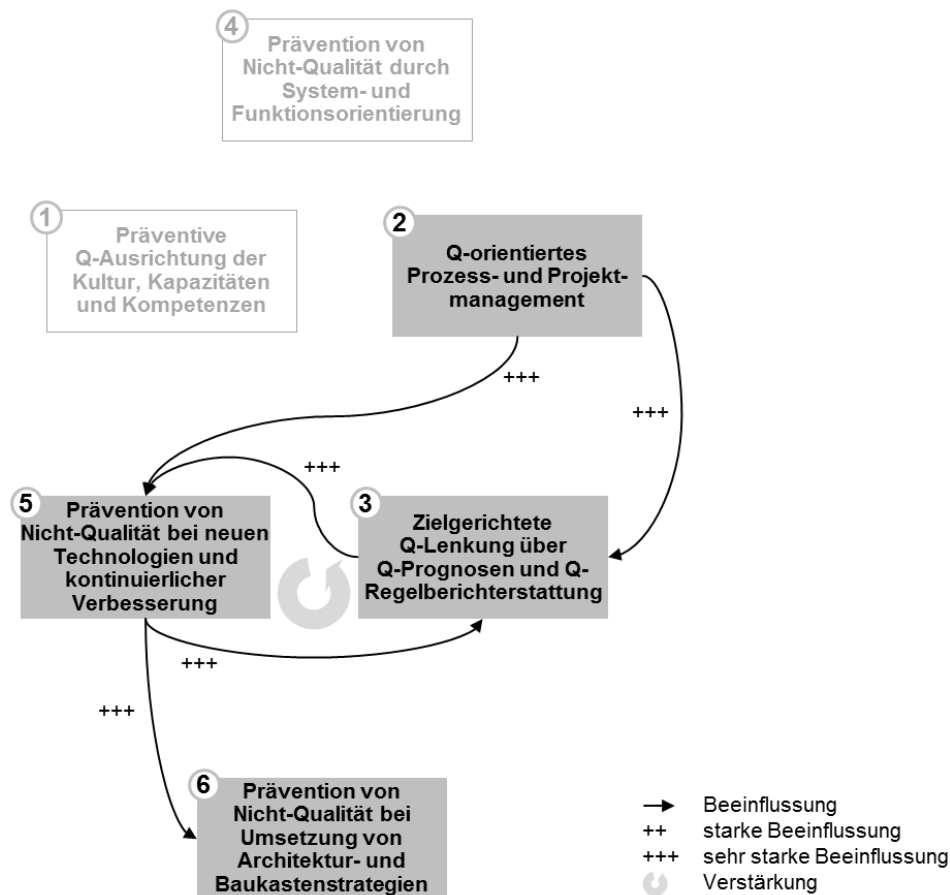 4
Prävention von
Nicht-Qualität durch
System- und
Funktionsorientierung
1
Präventive
Q-Ausrichtung der
Kultur, Kapazitäten
und Kompetenzen
2
Q-orientiertes
Prozess- und Projekt-
management
+++
+++
+++
5
Prävention von
Nicht-Qualität bei neuen
Technologien und
kontinuierlicher
Verbesserung
3
Zielgerichtete
Q-Lenkung über
Q-Prognosen und Q-
Regelberichterstattung
+++
+++
6
Prävention von
Nicht-Qualität bei
Umsetzung von
Architektur- und
Baukastenstrategien
Beeinflussung
++ starke Beeinflussung
+++ sehr starke Beeinflussung
Verstärkung